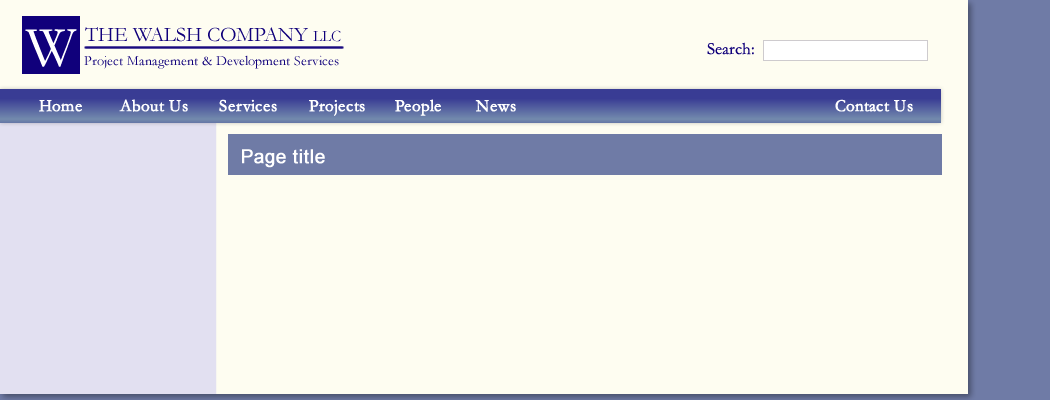 W
THE WALSH COMPANY LLC
Project Management & Development Services
Search:
Home About Us Services Projects People News Contact Us
Page title